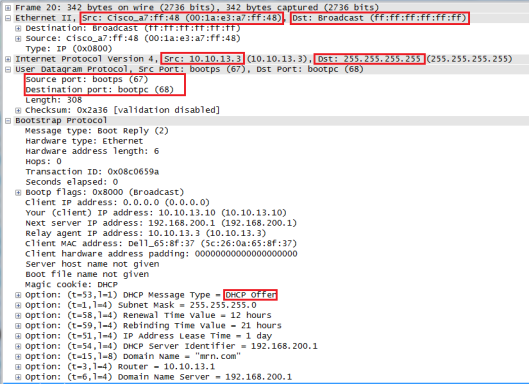 Frame 20: 342 bytes on wire (2736 bits), 342 bytes captured (2736 bits)
Ethernet II, Src: Cisco_a7:ff:48 (00:1a:e3:a7:ff:48), Dst: Broadcast (ff:ff:ff:ff:ff:ff)
Destination: Broadcast (ff:ff:ff:ff:ff:ff)
Source: Cisco_a7:ff:48 (00:1a:e3:a7:ff:48)
Type: IP (0x0800)
Internet Protocol Version 4, Src: 10.10.13.3 (10.10.13.3), Dst: 255.255.255.255 (255.255.255.255)
User Datagram Protocol, Src Port: bootps (67), Dst Port: bootpc (68)
Source port: bootps (67)
Destination port: bootpc (68)
Length: 308
Checksum: 0x2a36 [validation disabled]
Bootstrap Protocol
Message type: Boot Reply (2)
Hardware type: Ethernet
Hardware address length: 6
Hops: 0
Transaction ID: 0x08c0659a
Seconds elapsed: 0
Bootp flags: 0x8000 (Broadcast)
Client IP address: 0.0.0.0 (0.0.0.0)
Your (client) IP address: 10.10.13.10 (10.10.13.10)
Next server IP address: 192.168.200.1 (192.168.200.1)
Relay agent IP address: 10.10.13.3 (10.10.13.3)
Client MAC address: Dell_65:8f:37 (5c:26:0a:65:8f:37)
Client hardware address padding: 00000000000000000000
Server host name not given
Boot file name not given
Magic cookie: DHCP
Option: (t=53,l=1) DHCP Message Type = DHCP Offer
Option: (t=1,l=4) Subnet Mask = 255.255.255.0
Option: (t=58,l=4) Renewal Time Value = 12 hours
Option: (t=59,l=4) Rebinding Time Value = 21 hours
Option: (t=51,l=4) IP Address Lease Time = 1 day
Option: (t=54,l=4) DHCP Server Identifier = 192.168.200.1
Option: (t=15,l=8) Domain Name = "mrn.com"
Option: (t=3,l=4) Router = 10.10.13.1
Option: (t=6,l=4) Domain Name Server = 192.168.200.1